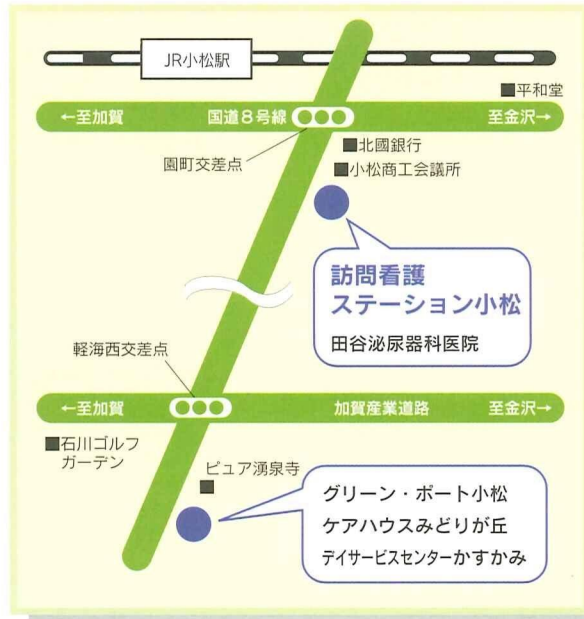 JR小松駅
■平和堂
←至加賀
国道8号線
至金沢→
園町交差点
■北國銀行
■小松商工会議所
訪問看護
ステーション小松
田谷泌尿器科医院
軽海西交差点
←至加賀
加賀産業道路
至金沢→
■石川ゴルフ
ガーデン
ピュア湧泉寺
■
グリーン・ポート小松
ケアハウスみどりが丘
デイサービスセンターかすかみ